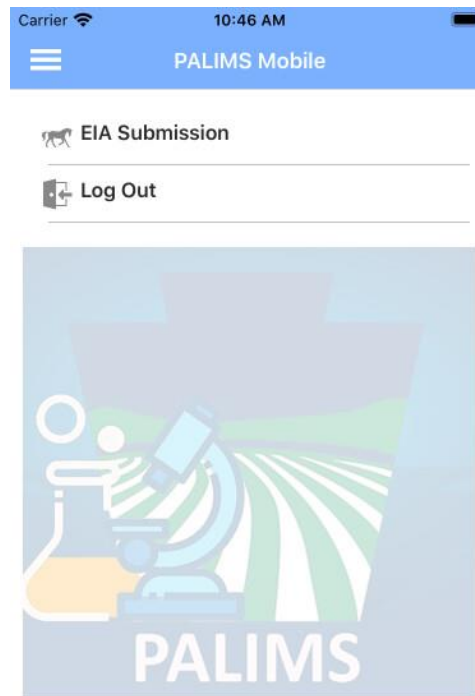 Carrier 10:46 AM
PALIMS Mobile
EIA Submission
Log Out
PALIMS